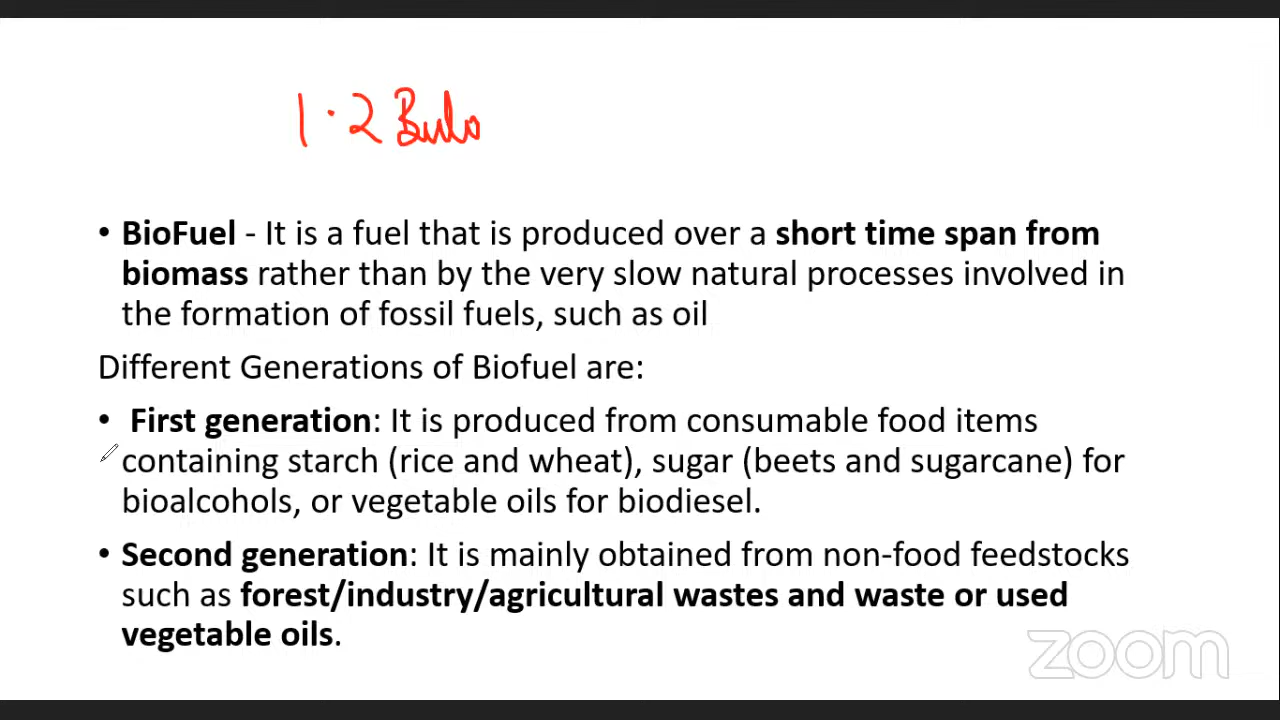 1.2
• BioFuel - It is a fuel that is produced over a short time span from
biomass rather than by the very slow natural processes involved in
the formation of fossil fuels, such as oil
Different Generations of Biofuel are:
• First generation: It is produced from consumable food items
containing starch (rice and wheat), sugar (beets and sugarcane) for
bioalcohols, or vegetable oils for biodiesel.
• Second generation: It is mainly obtained from non-food feedstocks
such as forest/industry/agricultural wastes and waste or used
vegetable oils.
zoom